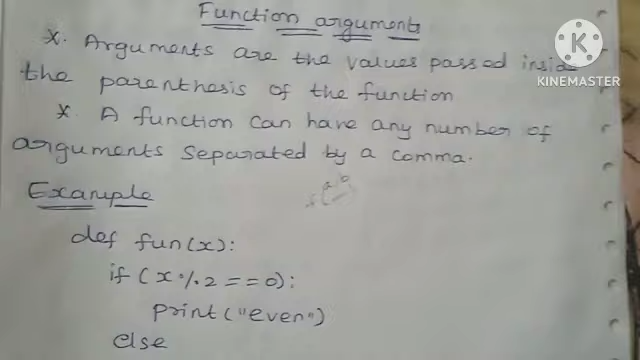 Function arguments
* Arguments are the values passed inside
the parenthesis of the function
* A function can have any number of
arguments separated by a comma.
Example
def fun(x):
if (x%2==0):
print("even")
else
KINEMASTER